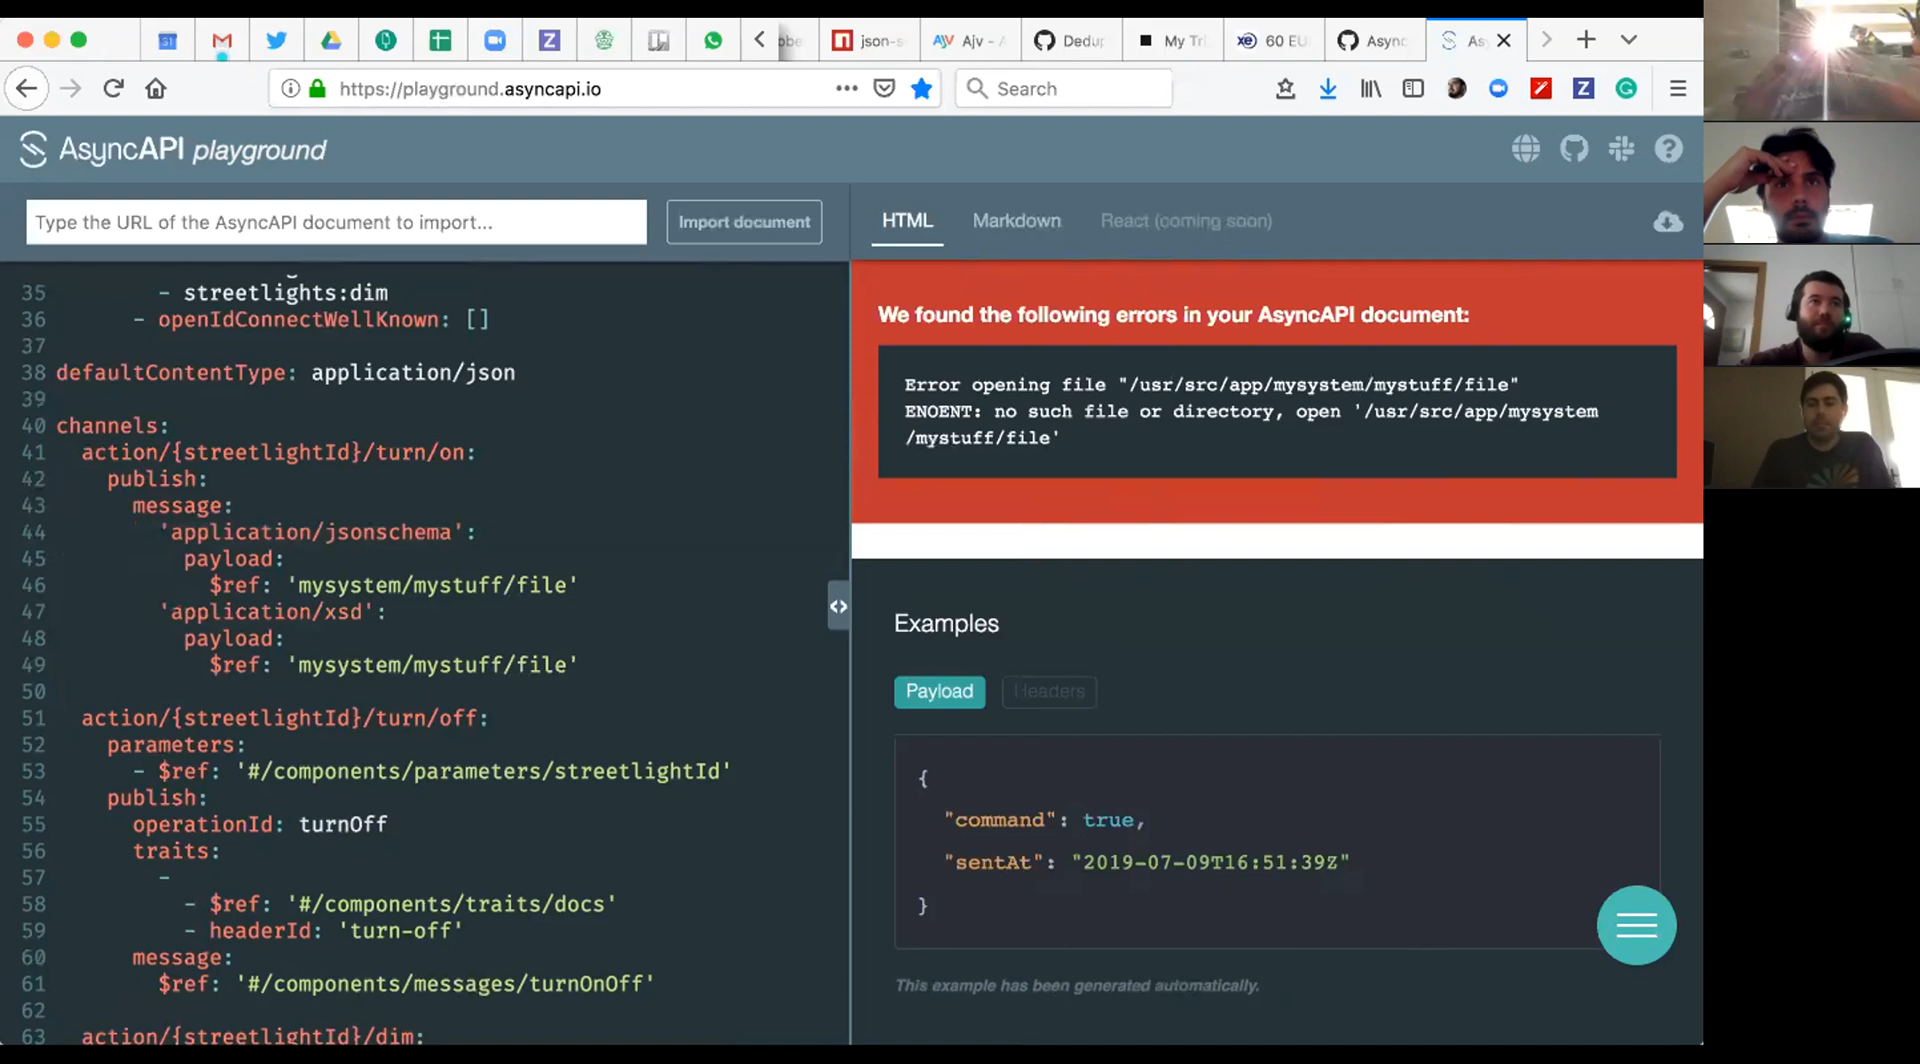 json-s
Ajv -
Dedup
My Tri
60 EU
Async
As
https://playground.asyncapi.io
Search
AsyncAPI playground
Type the URL of the AsyncAPI document to import...
Import document
HTML
Markdown
React (coming soon)
35 - streetlights:dim
36 - openIdConnectWellKnown: []
37
38 defaultContentType: application/json
39
40 channels:
41 action/{streetlightId}/turn/on:
42 publish:
43 message:
44 'application/jsonschema':
45 payload:
46 $ref: 'mysystem/mystuff/file'
47 'application/xsd':
48 payload:
49 $ref: 'mysystem/mystuff/file'
50
51 action/{streetlightId}/turn/off:
52 parameters:
53 - $ref: '#/components/parameters/streetlightId'
54 publish:
55 operationId: turnOff
56 traits:
57 -
58 - $ref: '#/components/traits/docs'
59 - headerId: 'turn-off'
60 message:
61 $ref: '#/components/messages/turnOnOff'
62
63 action/{streetlightId}/dim:
We found the following errors in your AsyncAPI document:
Error opening file "/usr/src/app/mysystem/mystuff/file"
ENOENT: no such file or directory, open '/usr/src/app/mysystem
/mystuff/file'
Examples
Payload
Headers
{
"command": true,
"sentAt": "2019-07-09T16:51:39Z"
}
This example has been generated automatically.